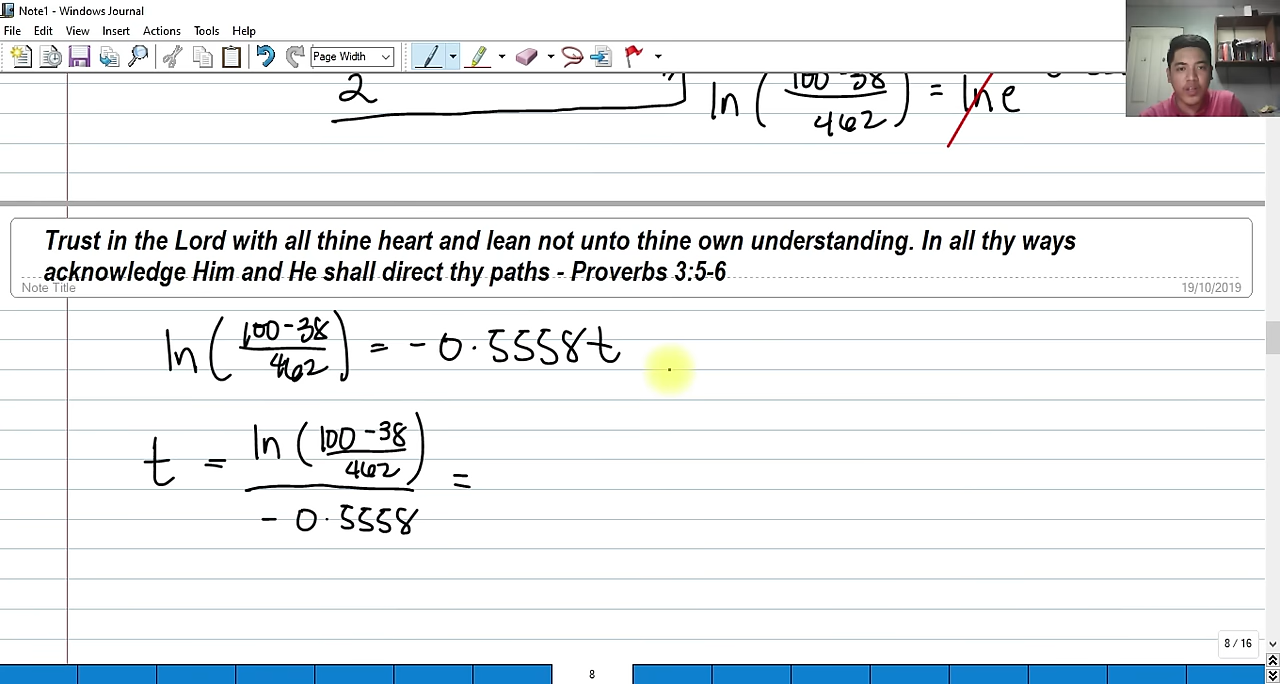 Note1 - Windows Journal
File Edit View Insert Actions Tools Help
Page Width
2
ln (100-38/462) = ln e
Trust in the Lord with all thine heart and lean not unto thine own understanding. In all thy ways
acknowledge Him and He shall direct thy paths - Proverbs 3:5-6
Note Title 19/10/2019
ln (100-38/462) = -0.5558t
t = ln (100-38/462)/-0.5558 =
8 / 16
8